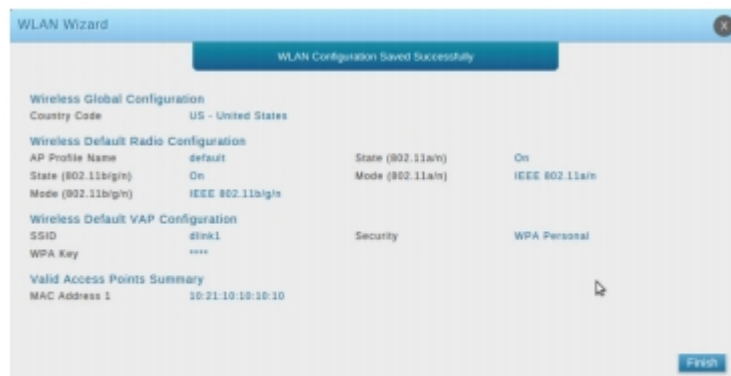 WLAN Wizard
X
WLAN Configuration Saved Successfully
Wireless Global Configuration
Country Code US - United States
Wireless Default Radio Configuration
AP Profile Name default State (802.11a/n) On
State (802.11b/g/n) On Mode (802.11a/n) IEEE 802.11a/n
Mode (802.11b/g/n) IEEE 802.11b/g/n
Wireless Default VAP Configuration
SSID dlink1 Security WPA Personal
WPA Key ****
Valid Access Points Summary
MAC Address 1 10:21:10:10:10:10
Finish